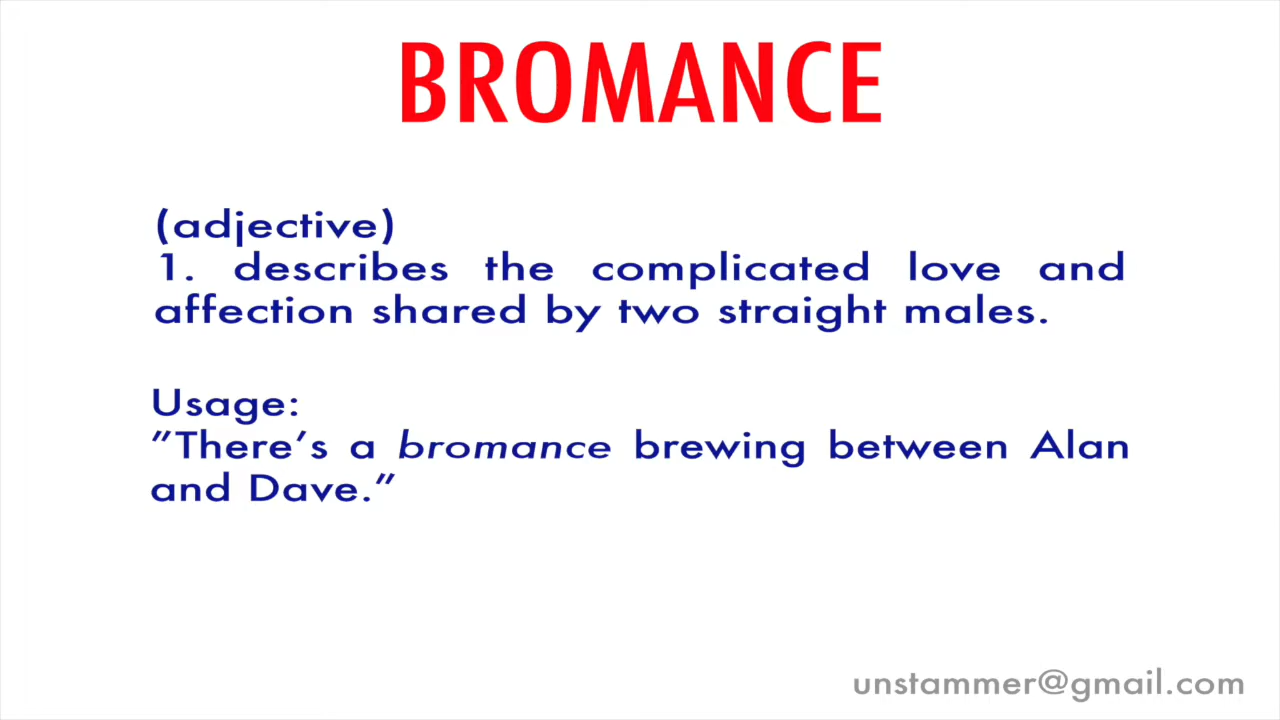 BROMANCE
(adjective)
1. describes the complicated love and
affection shared by two straight males.
Usage:
"There's a bromance brewing between Alan
and Dave."
unstammer@gmail.com